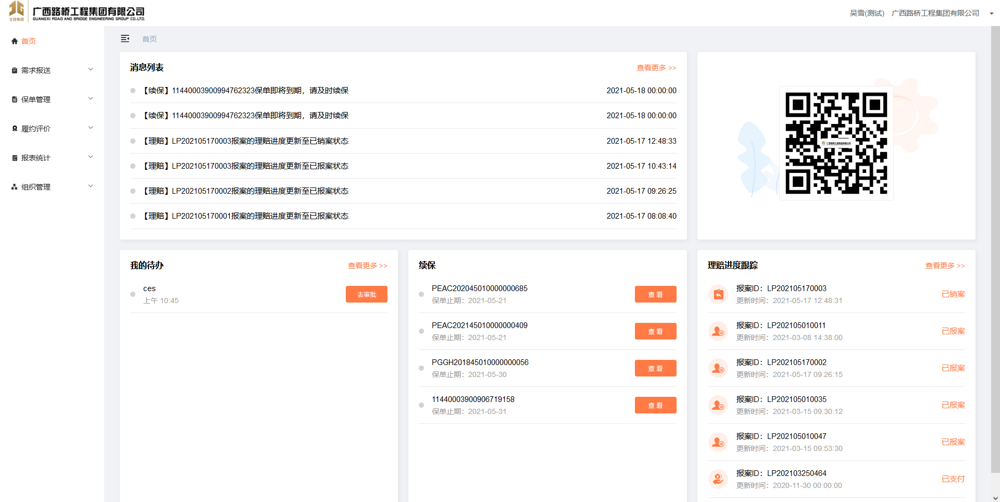 北投集团
广西路桥工程集团有限公司
GUANGXI ROAD AND BRIDGE ENGINEERING GROUP CO.LTD.
吴雪(测试) 广西路桥工程集团有限公司
首页
需求报送
保单管理
履约评价
报表统计
组织管理
首页
消息列表 查看更多 >>
【续保】11440003900994762323保单即将到期，请及时续保 2021-05-18 00:00:00
【续保】11440003900994762323保单即将到期，请及时续保 2021-05-18 00:00:00
【理赔】LP202105170003报案的理赔进度更新至已销案状态 2021-05-17 12:48:33
【理赔】LP202105170003报案的理赔进度更新至已报案状态 2021-05-17 10:43:14
【理赔】LP202105170002报案的理赔进度更新至已报案状态 2021-05-17 09:26:25
【理赔】LP202105170001报案的理赔进度更新至已报案状态 2021-05-17 08:08:40
广西路桥工程集团有限公司
我的待办 查看更多 >>
ces
上午 10:45
去审批
续保
PEAC202045010000000685
保单止期：2021-05-21
查看
PEAC202145010000000409
保单止期：2021-05-21
查看
PGGH201845010000000056
保单止期：2021-05-30
查看
11440003900906719158
保单止期：2021-05-31
查看
理赔进度跟踪 查看更多 >>
报案ID：LP202105170003
更新时间：2021-05-17 12:48:31
已销案
报案ID：LP202105010011
更新时间：2021-03-08 14:38:00
已报案
报案ID：LP202105170002
更新时间：2021-05-17 09:26:15
已报案
报案ID：LP202105010035
更新时间：2021-03-15 09:30:12
已报案
报案ID：LP202105010047
更新时间：2021-03-15 09:53:30
已报案
报案ID：LP202103250464
更新时间：2020-11-30 00:00:00
已支付